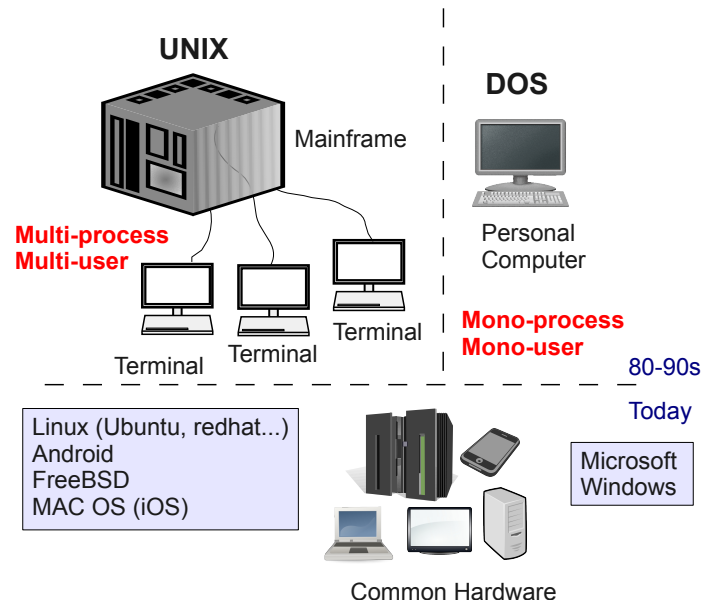 UNIX
DOS
Mainframe
Multi-process
Multi-user
Personal
Computer
Terminal
Terminal
Terminal
Mono-process
Mono-user
80-90s
Today
Linux (Ubuntu, redhat...)
Android
FreeBSD
MAC OS (iOS)
Microsoft
Windows
Common Hardware